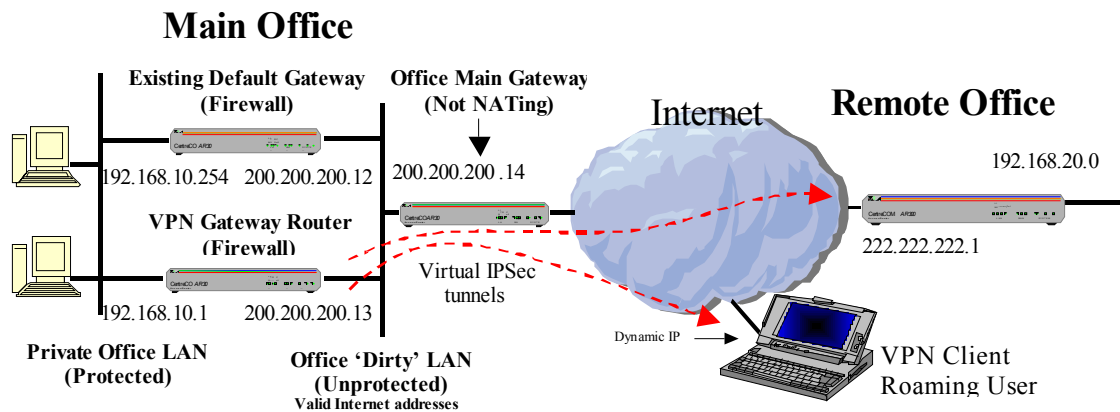 Main Office
Existing Default Gateway
(Firewall)
Office Main Gateway
(Not NATing)
Internet
Remote Office
192.168.10.254
200.200.200.12
200.200.200 .14
192.168.20.0
VPN Gateway Router
(Firewall)
Virtual IPSec
tunnels
222.222.222.1
192.168.10.1
200.200.200.13
Dynamic IP
Private Office LAN
(Protected)
Office ‘Dirty’ LAN
(Unprotected)
Valid Internet addresses
VPN Client
Roaming User